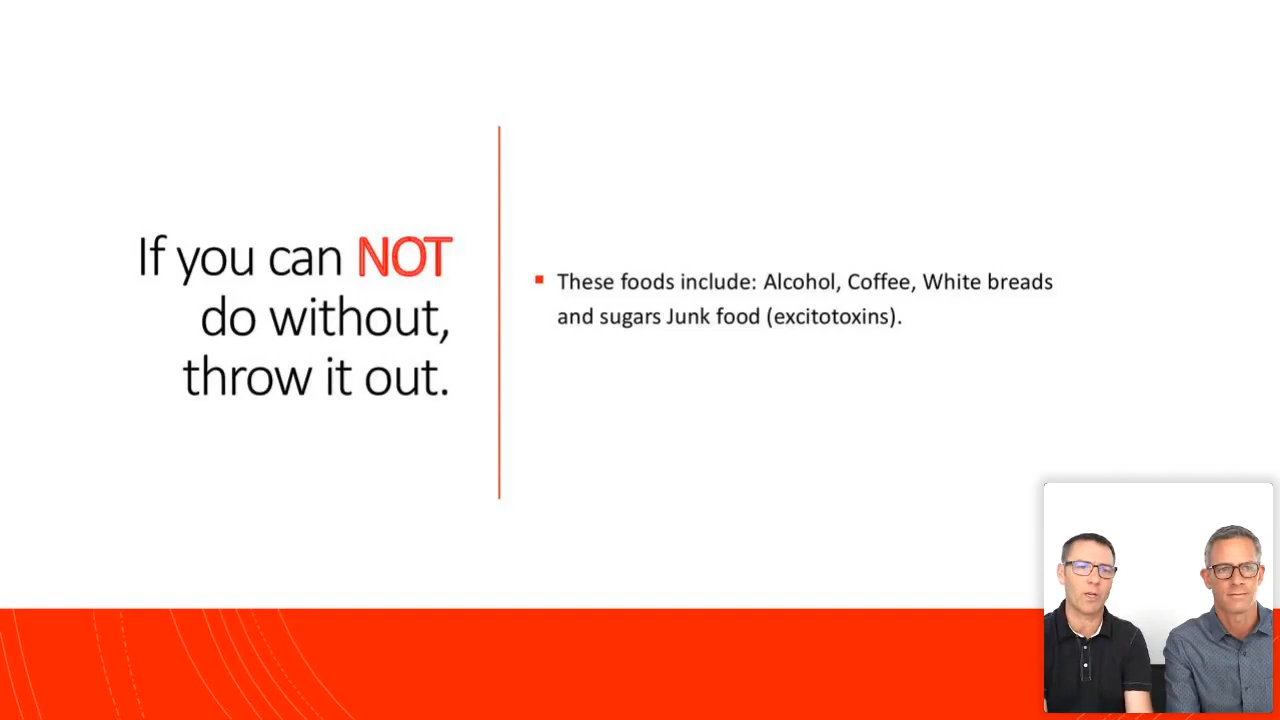 If you can NOT
do without,
throw it out.
These foods include: Alcohol, Coffee, White breads
and sugars Junk food (excitotoxins).